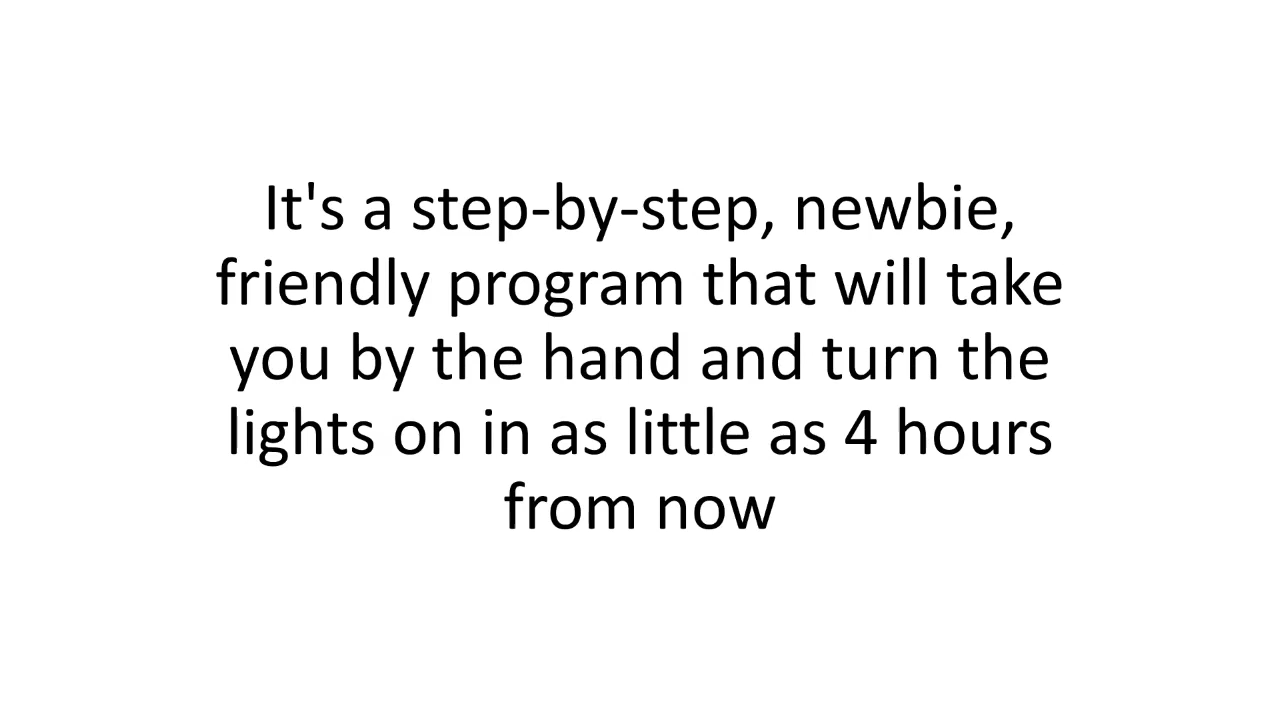 It's a step-by-step, newbie,
friendly program that will take
you by the hand and turn the
lights on in as little as 4 hours
from now